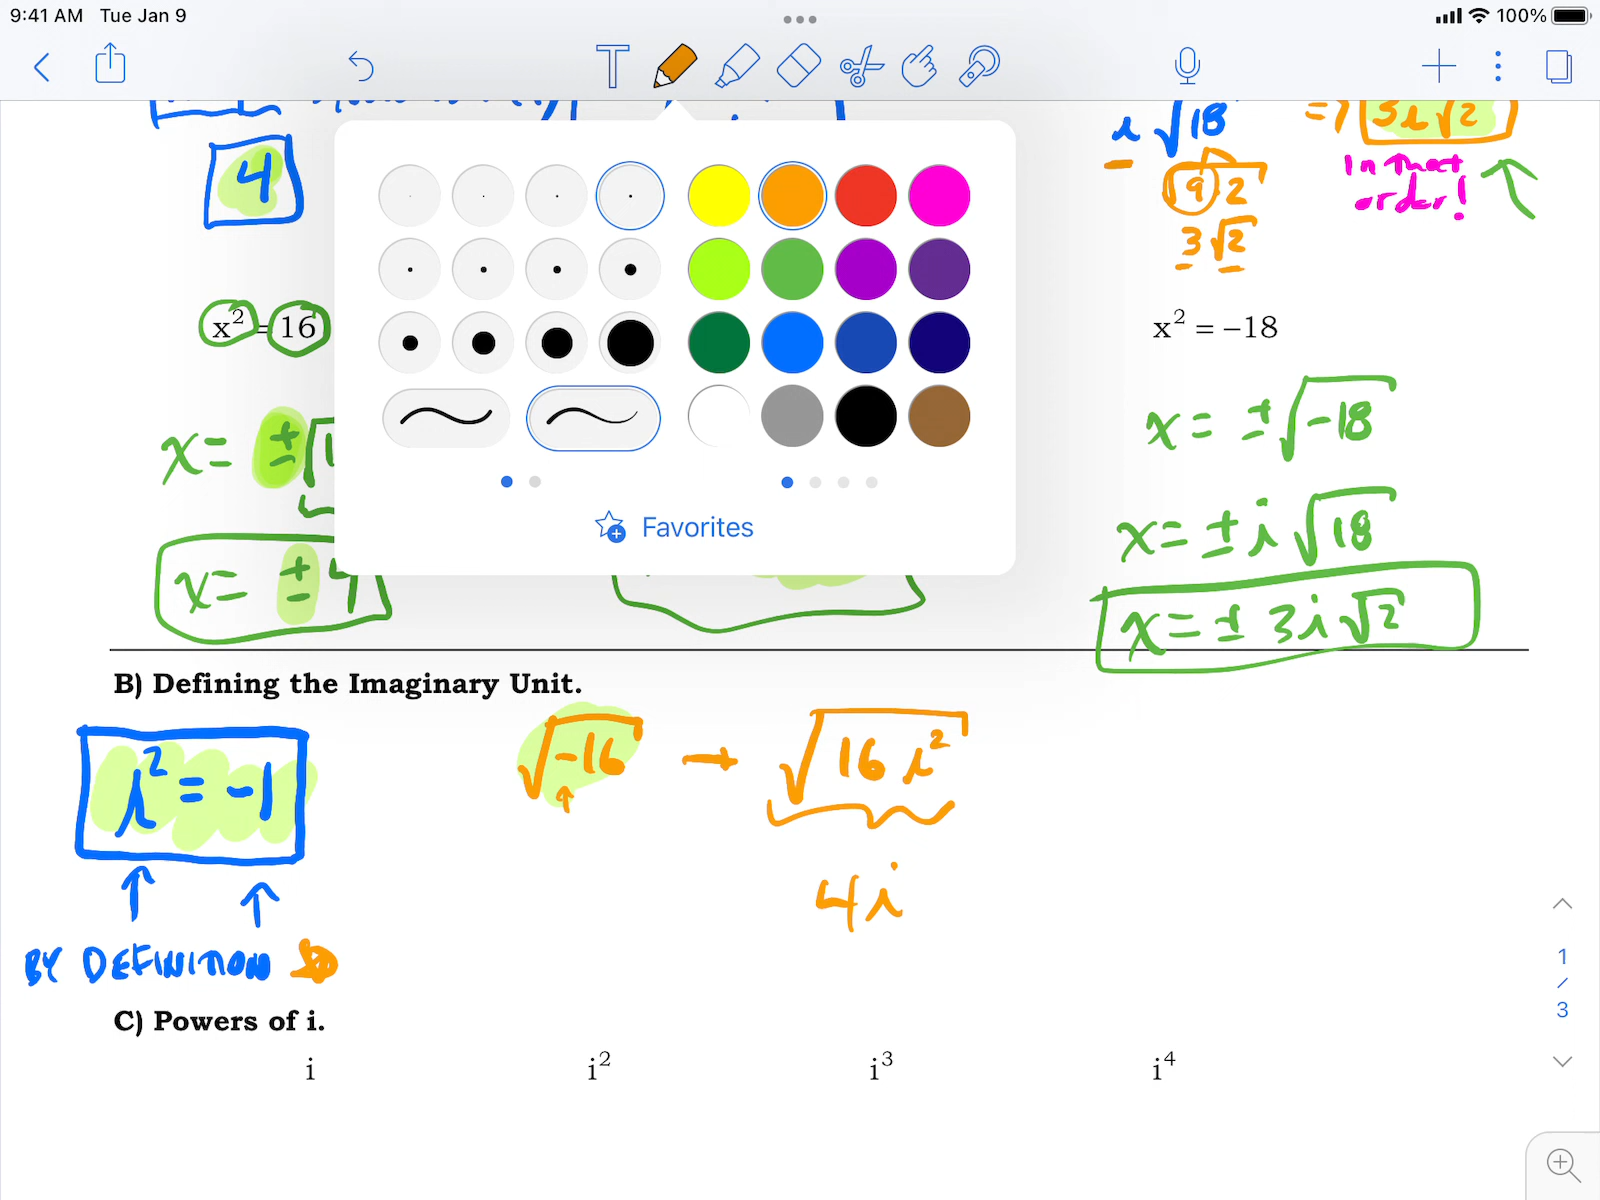 9:41 AM Tue Jan 9
100%
T
4
i √18
=> 3i√2
√9 2
In that
order!
3√2
x² = 16
x² = –18
x = ±√1
x = ±√-18
x = ±i√18
x = ± 4
x = ± 3i√2
Favorites
B) Defining the Imaginary Unit.
i² = -1
√-16 → √16 i²
4i
BY DEFINITION
1
/
3
C) Powers of i.
i i² i³ i⁴